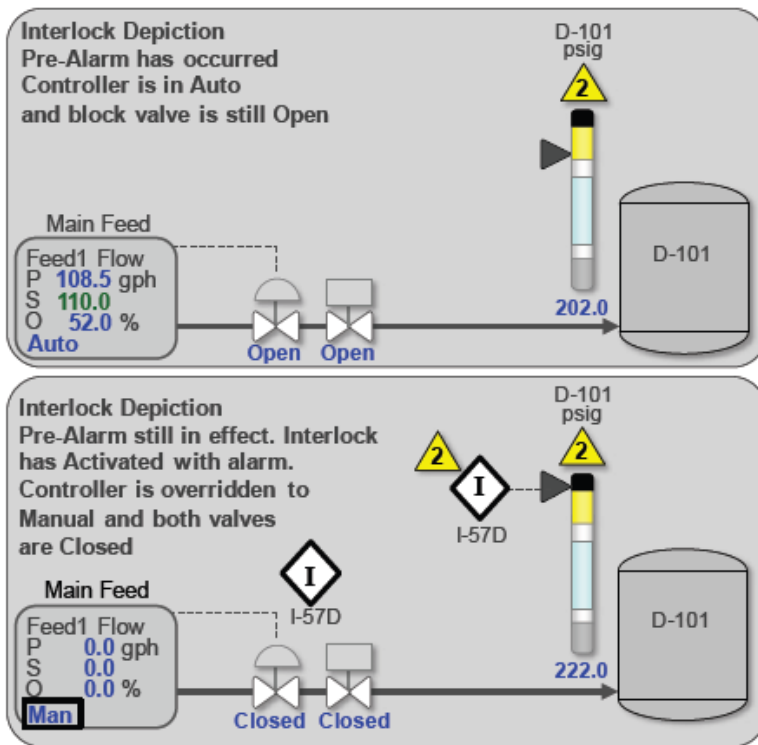 Interlock Depiction
Pre-Alarm has occurred
Controller is in Auto
and block valve is still Open
D-101
psig
2
Main Feed
Feed1 Flow
P 108.5 gph
S 110.0
O 52.0 %
Auto
Open Open
202.0
D-101
Interlock Depiction
Pre-Alarm still in effect. Interlock
has Activated with alarm.
Controller is overridden to
Manual and both valves
are Closed
D-101
psig
2
2
I
I-57D
I
I-57D
Main Feed
Feed1 Flow
P 0.0 gph
S 0.0
O 0.0 %
Man
Closed Closed
222.0
D-101